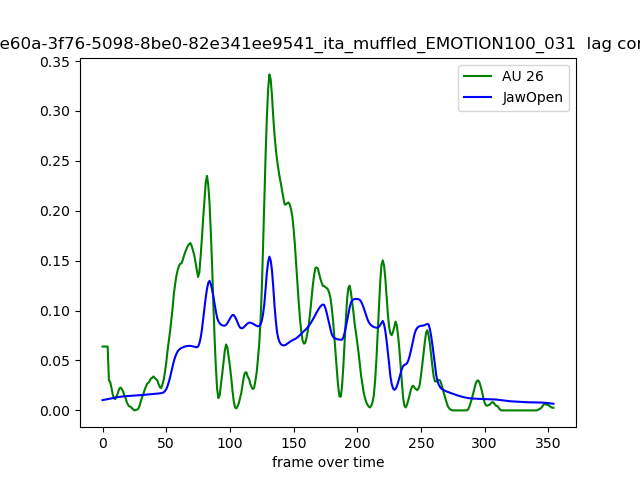 e60a-3f76-5098-8be0-82e341ee9541_ita_muffled_EMOTION100_031 lag
AU 26
JawOpen
0.35
0.30
0.25
0.20
0.15
0.10
0.05
0.00
0 50 100 150 200 250 300 350
frame over time